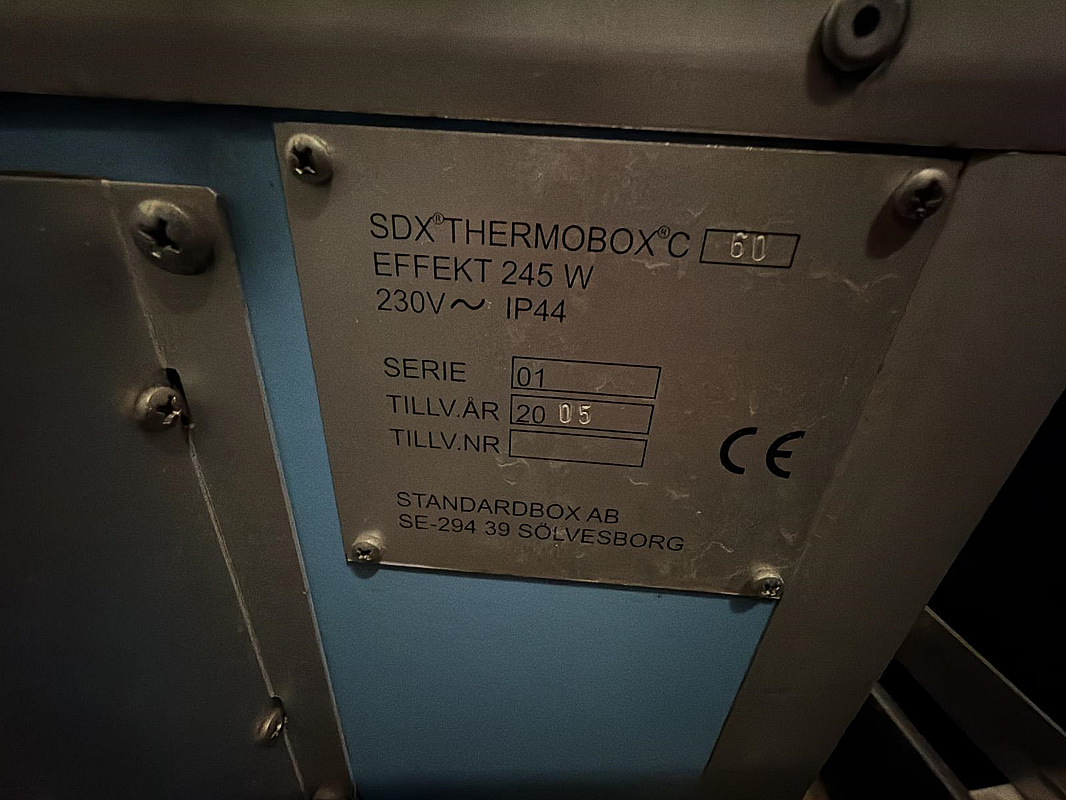 SDX® THERMOBOX® C 60
EFFEKT 245 W
230V ~ IP44
SERIE 01
TILLV.ÅR 20 05
TILLV.NR
CE
STANDARDBOX AB
SE-294 39 SÖLVESBORG